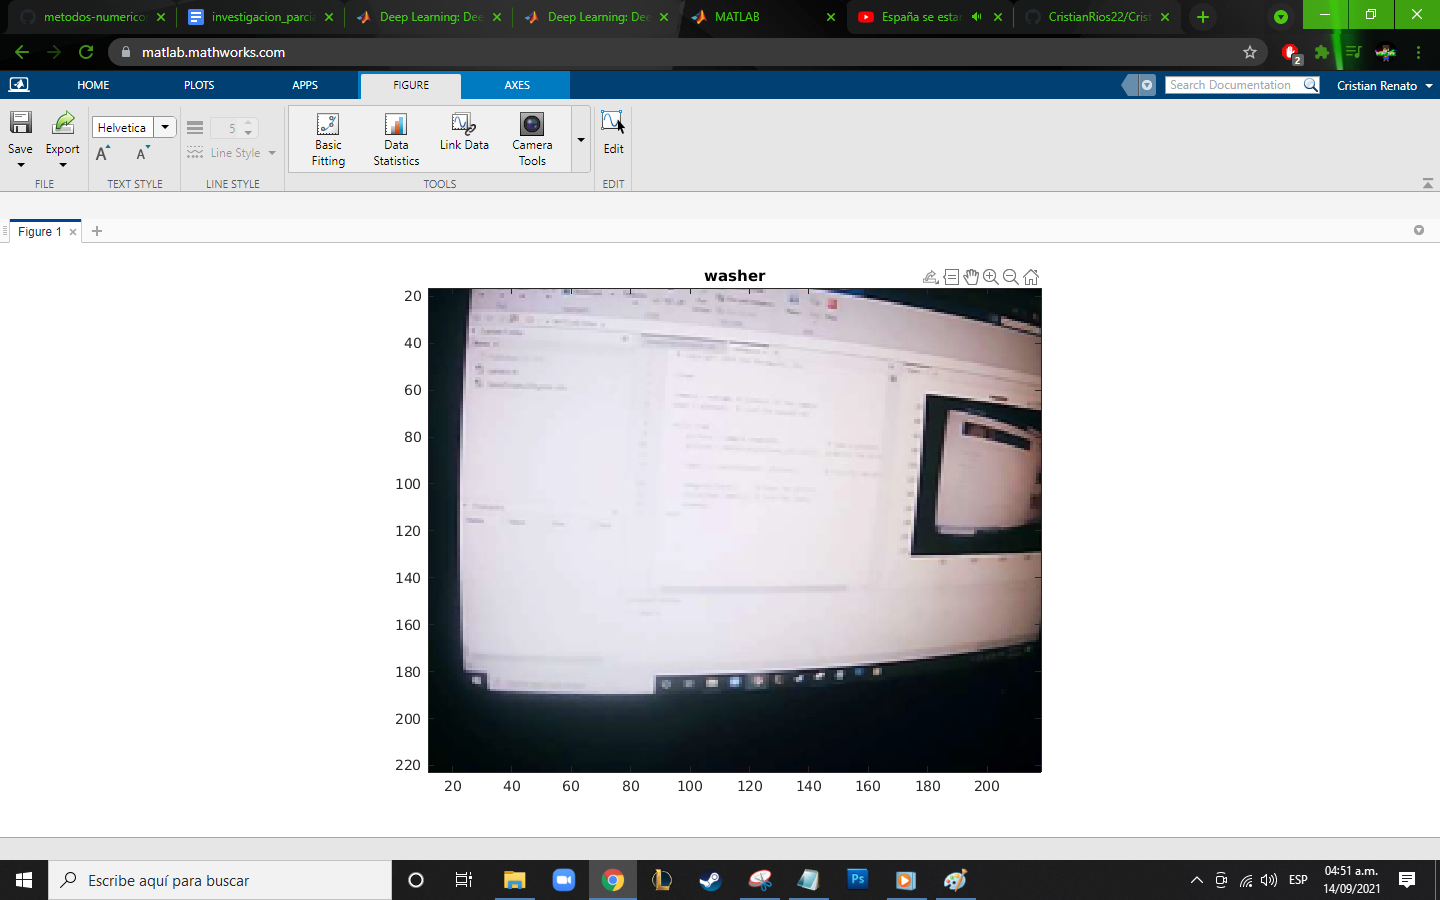 metodos-numerico
investigacion_parcia
Deep Learning: Dee
Deep Learning: Dee
MATLAB
España se estar
CristianRios22/Crist
matlab.mathworks.com
2
HOME
PLOTS
APPS
FIGURE
AXES
Search Documentation
Cristian Renato
Save
Export
FILE
Helvetica
A
A
TEXT STYLE
5
Line Style
LINE STYLE
Basic
Fitting
Data
Statistics
Link Data
Camera
Tools
TOOLS
Edit
EDIT
Figure 1
washer
20
40
60
80
100
120
140
160
180
200
220
20
40
60
80
100
120
140
160
180
200
Escribe aquí para buscar
Ps
ESP
04:51 a.m.
14/09/2021